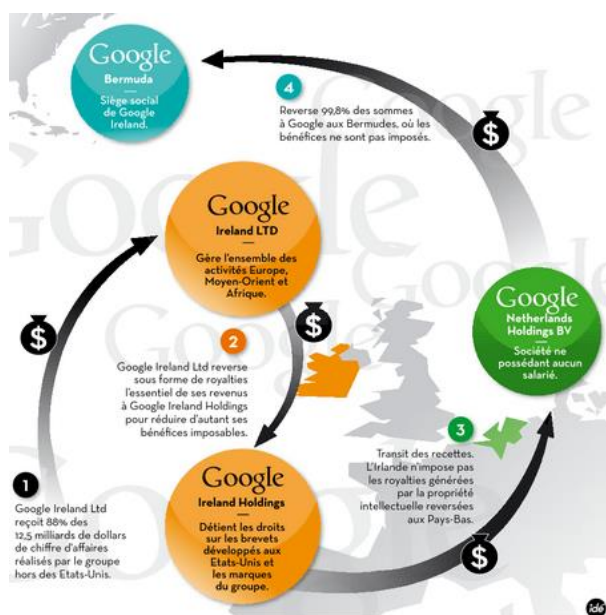 Google
Bermuda
Siège social
de Google
Ireland.
4
Reverse 99,8% des sommes
à Google aux Bermudes, où les
bénéfices ne sont pas imposés.
$
Google
Ireland LTD
Gère l'ensemble des
activités Europe,
Moyen-Orient et
Afrique.
$
$
Google
Netherlands
Holdings BV
Société ne
possédant aucun
salarié.
2
Google Ireland Ltd reverse
sous forme de royalties
l'essentiel de ses revenus
à Google Ireland Holdings
pour réduire d'autant ses
bénéfices imposables.
3
Transit des recettes.
L'Irlande n'impose pas
les royalties générées
par la propriété
intellectuelle reversées
aux Pays-Bas.
1
Google Ireland Ltd
reçoit 88% des
12,5 milliards de dollars
de chiffre d'affaires
réalisés par le groupe
hors des Etats-Unis.
Google
Ireland Holdings
Détient les droits
sur les brevets
développés aux
Etats-Unis et
les marques
du groupe.
$
idé
Google
Google
Google
Google
Google